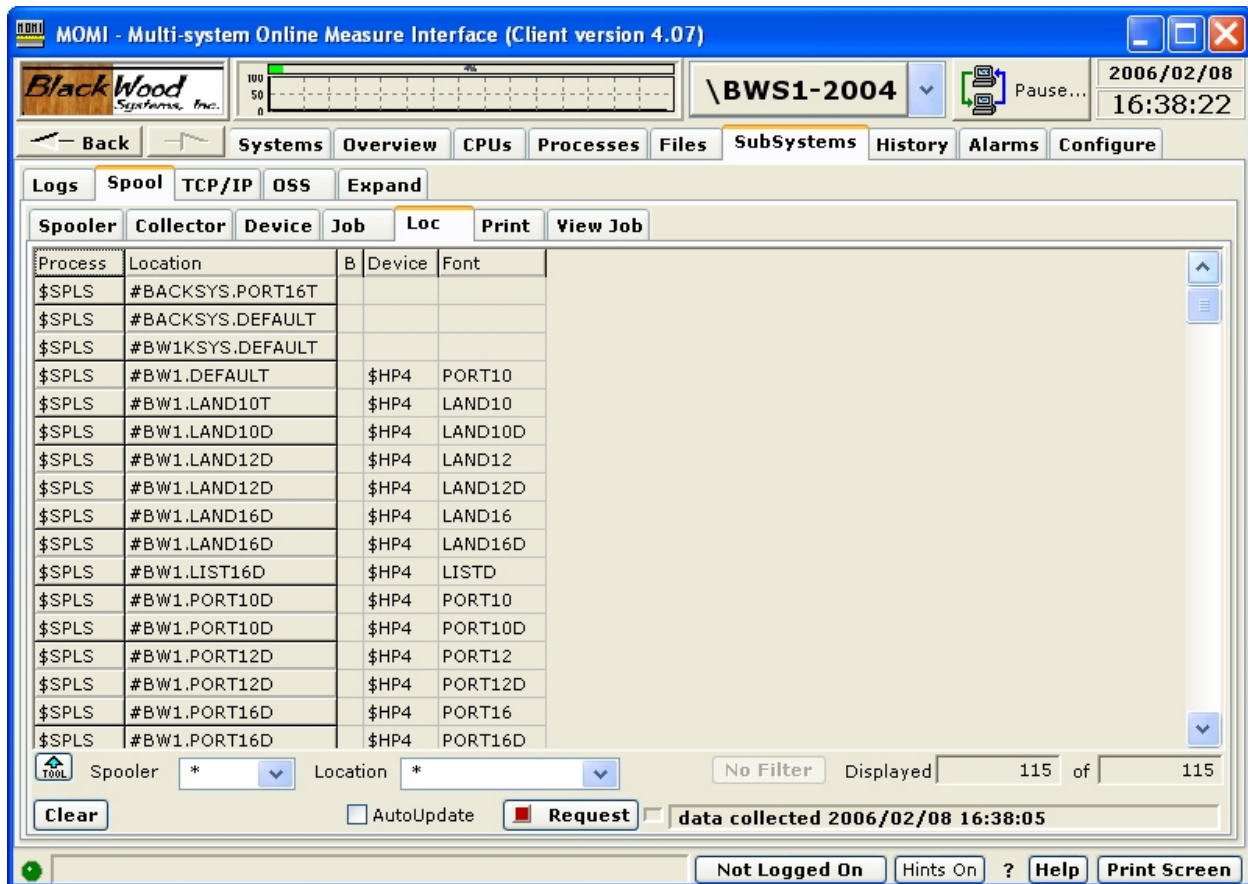 MOMI MOMI - Multi-system Online Measure Interface (Client version 4.07)
BlackWood Systems, Inc. 100 50 0 4% \BWS1-2004 Pause... 2006/02/08
16:38:22
Back Systems Overview CPUs Processes Files SubSystems History Alarms Configure
Logs Spool TCP/IP OSS Expand
Spooler Collector Device Job Loc Print View Job
Process Location B Device Font
$SPLS #BACKSYS.PORT16T
$SPLS #BACKSYS.DEFAULT
$SPLS #BW1KSYS.DEFAULT
$SPLS #BW1.DEFAULT $HP4 PORT10
$SPLS #BW1.LAND10T $HP4 LAND10
$SPLS #BW1.LAND10D $HP4 LAND10D
$SPLS #BW1.LAND12D $HP4 LAND12
$SPLS #BW1.LAND12D $HP4 LAND12D
$SPLS #BW1.LAND16D $HP4 LAND16
$SPLS #BW1.LAND16D $HP4 LAND16D
$SPLS #BW1.LIST16D $HP4 LISTD
$SPLS #BW1.PORT10D $HP4 PORT10
$SPLS #BW1.PORT10D $HP4 PORT10D
$SPLS #BW1.PORT12D $HP4 PORT12
$SPLS #BW1.PORT12D $HP4 PORT12D
$SPLS #BW1.PORT16D $HP4 PORT16
$SPLS #BW1.PORT16D $HP4 PORT16D
TOOL Spooler * Location * No Filter Displayed 115 of 115
Clear AutoUpdate Request data collected 2006/02/08 16:38:05
Not Logged On Hints On ? Help Print Screen